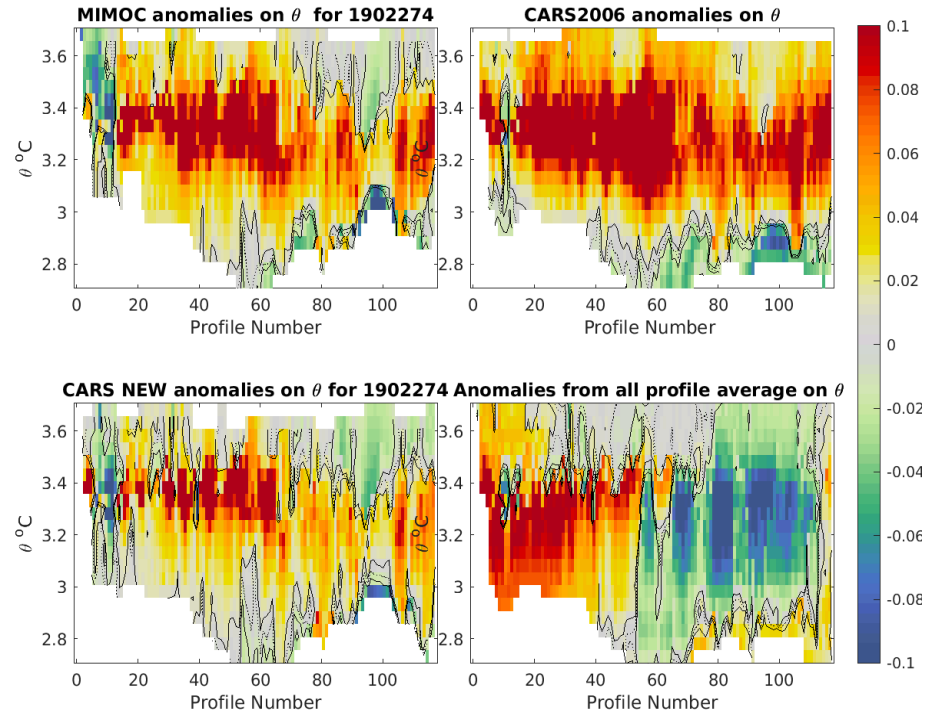 MIMOC anomalies on θ for 1902274
CARS2006 anomalies on θ
3.6
3.4
3.2
3
2.8
θ °C
0 20 40 60 80 100
Profile Number
3.6
3.4
3.2
3
2.8
θ °C
0 20 40 60 80 100
Profile Number
CARS NEW anomalies on θ for 1902274
Anomalies from all profile average on θ
3.6
3.4
3.2
3
2.8
θ °C
0 20 40 60 80 100
Profile Number
3.6
3.4
3.2
3
2.8
θ °C
0 20 40 60 80 100
Profile Number
0.1
0.08
0.06
0.04
0.02
0
-0.02
-0.04
-0.06
-0.08
-0.1